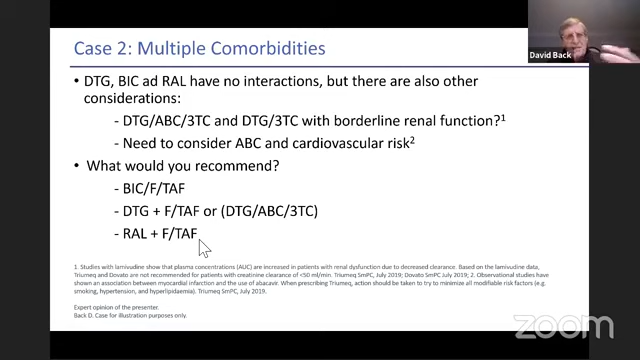 Case 2: Multiple Comorbidities
David Back
• DTG, BIC ad RAL have no interactions, but there are also other
considerations:
- DTG/ABC/3TC and DTG/3TC with borderline renal function?1
- Need to consider ABC and cardiovascular risk2
• What would you recommend?
- BIC/F/TAF
- DTG + F/TAF or (DTG/ABC/3TC)
- RAL + F/TAF
1 Studies with lamivudine show that plasma concentrations (AUC) are increased in patients with renal dysfunction due to decreased clearance. Based on the lamivudine data,
Triumeq and Dovato are not recommended for patients with creatinine clearance of <50 ml/min. Triumeq SmPC, July 2019; Dovato SmPC July 2019; 2. Observational studies
have shown an association between myocardial infarction and the use of abacavir. When prescribing Triumeq, action should be taken to try to minimize all modifiable risk factors (e.g.
smoking, hypertension, and hyperlipidaemia). Triumeq SmPC, July 2019.
Expert opinion of the presenter.
Back D. Case for illustration purposes only.
zoom